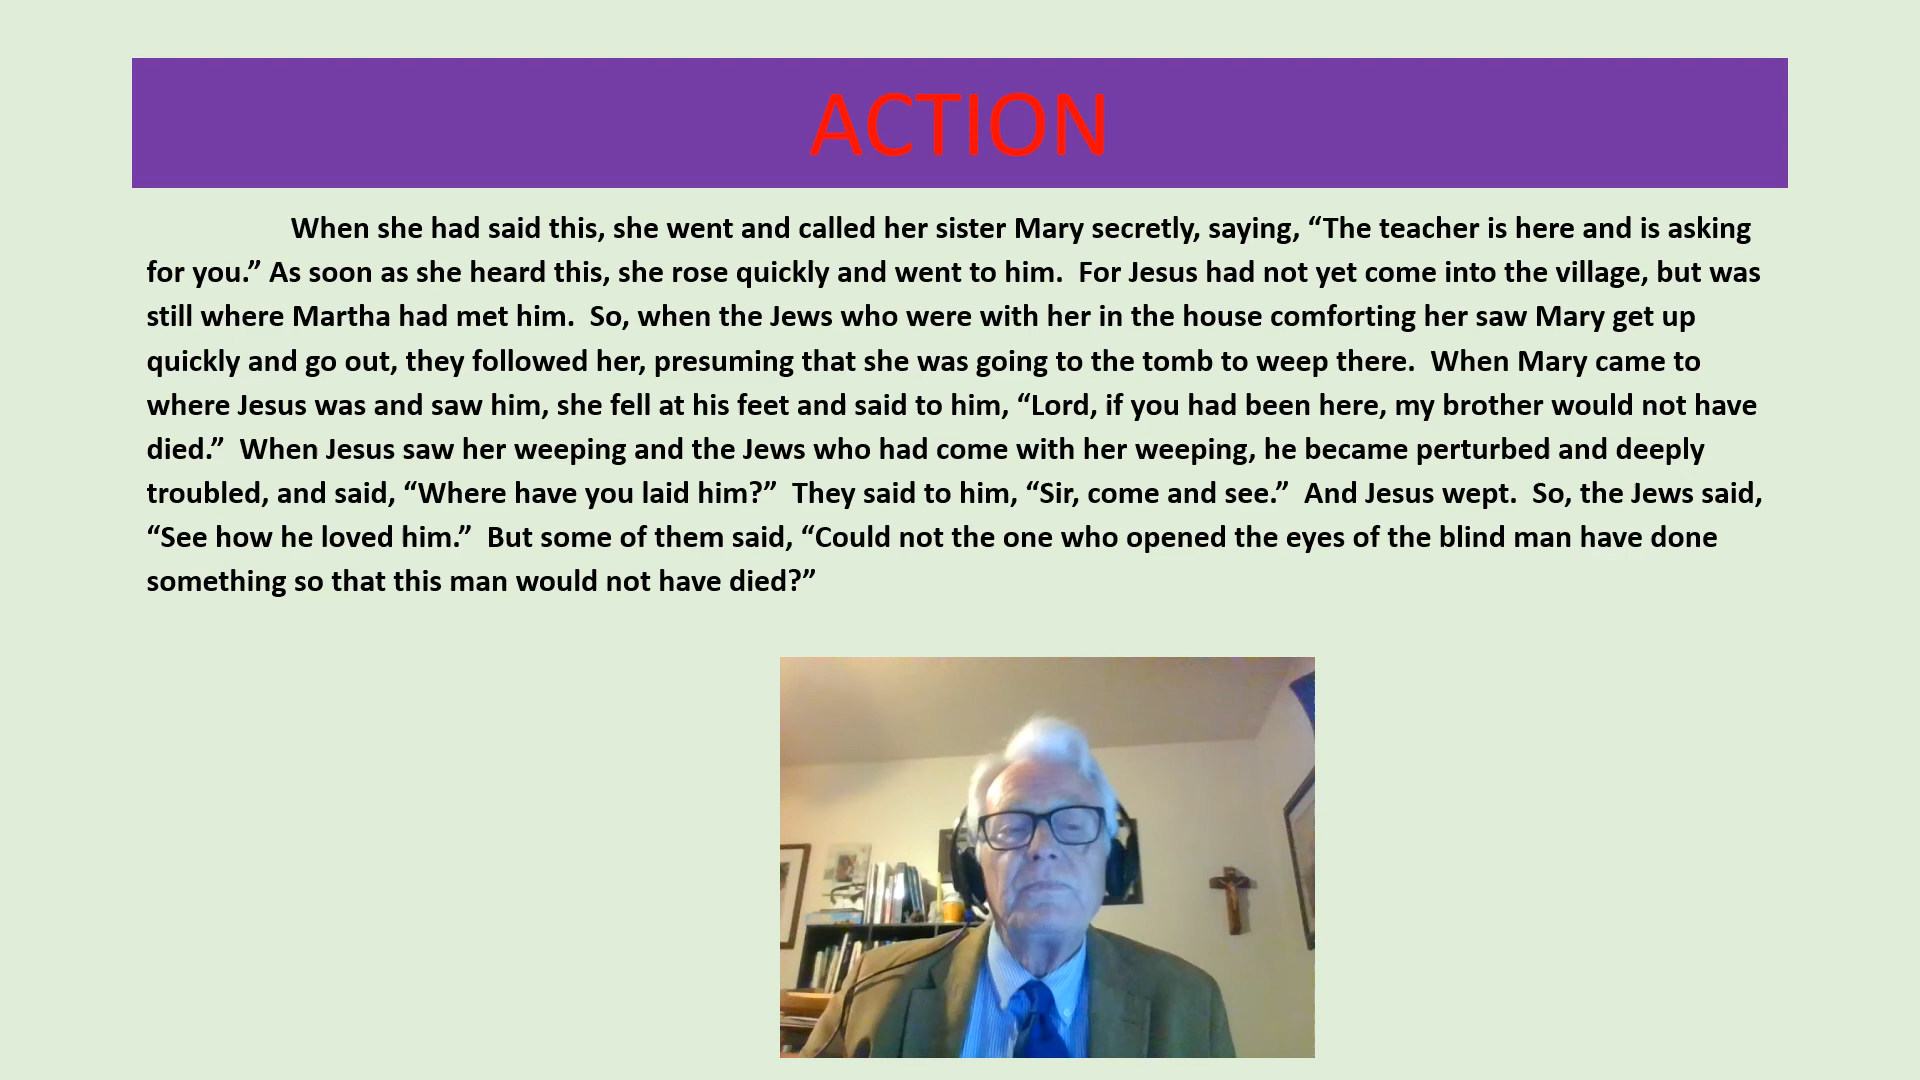 ACTION
When she had said this, she went and called her sister Mary secretly, saying, “The teacher is here and is asking
for you.” As soon as she heard this, she rose quickly and went to him.  For Jesus had not yet come into the village, but was
still where Martha had met him.  So, when the Jews who were with her in the house comforting her saw Mary get up
quickly and go out, they followed her, presuming that she was going to the tomb to weep there.  When Mary came to
where Jesus was and saw him, she fell at his feet and said to him, “Lord, if you had been here, my brother would not have
died.”  When Jesus saw her weeping and the Jews who had come with her weeping, he became perturbed and deeply
troubled, and said, “Where have you laid him?”  They said to him, “Sir, come and see.”  And Jesus wept.  So, the Jews said,
“See how he loved him.”  But some of them said, “Could not the one who opened the eyes of the blind man have done
something so that this man would not have died?”